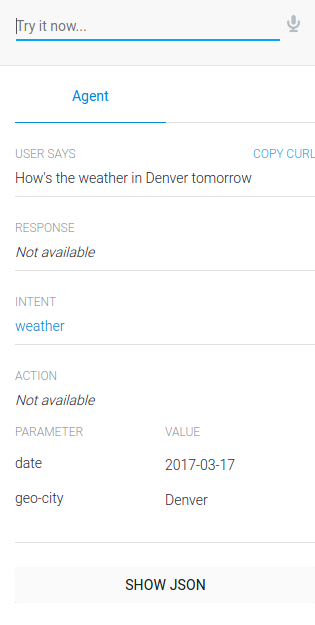 Try it now...
Agent
USER SAYS COPY CURL
How's the weather in Denver tomorrow
RESPONSE
Not available
INTENT
weather
ACTION
Not available
PARAMETER VALUE
date 2017-03-17
geo-city Denver
SHOW JSON